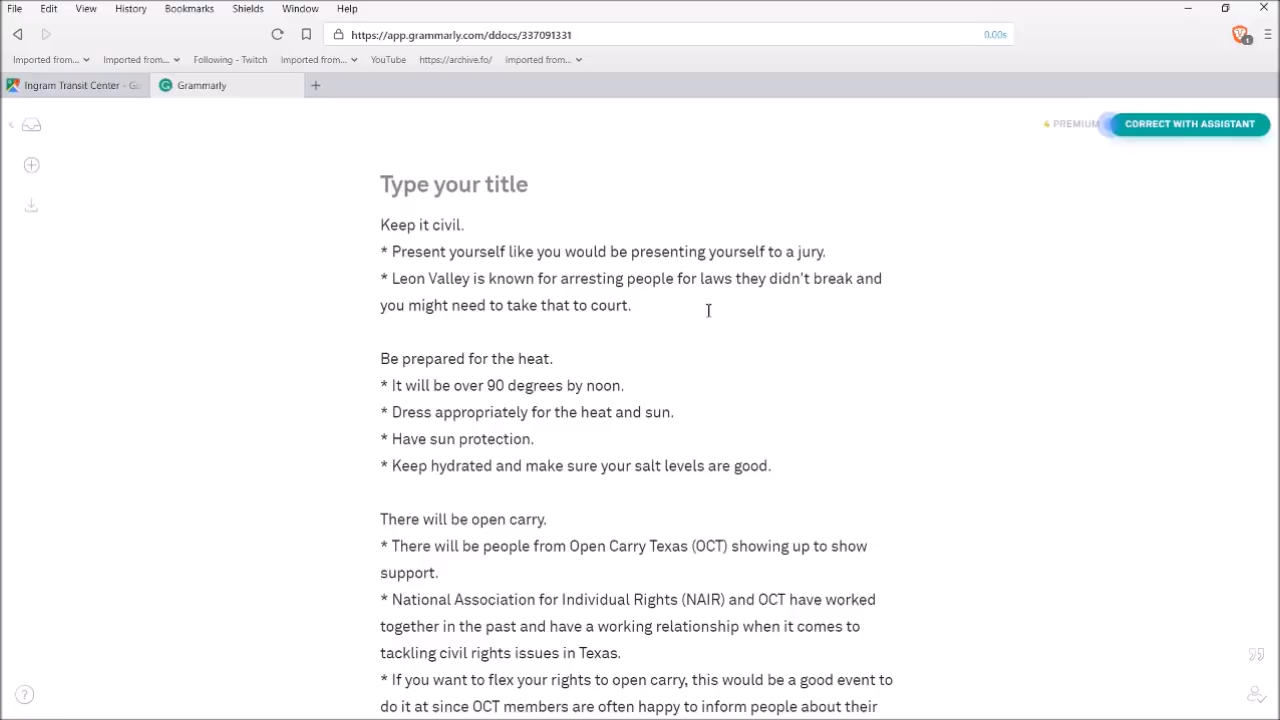 File Edit View History Bookmarks Shields Window Help
https://app.grammarly.com/ddocs/337091331 0.00s
1
Imported from... Imported from... Following - Twitch Imported from... YouTube https://archive.fo/ Imported from...
Ingram Transit Center - Go Grammarly
PREMIUM CORRECT WITH ASSISTANT
Type your title
Keep it civil.
* Present yourself like you would be presenting yourself to a jury.
* Leon Valley is known for arresting people for laws they didn't break and
you might need to take that to court.
Be prepared for the heat.
* It will be over 90 degrees by noon.
* Dress appropriately for the heat and sun.
* Have sun protection.
* Keep hydrated and make sure your salt levels are good.
There will be open carry.
* There will be people from Open Carry Texas (OCT) showing up to show
support.
* National Association for Individual Rights (NAIR) and OCT have worked
together in the past and have a working relationship when it comes to
tackling civil rights issues in Texas.
* If you want to flex your rights to open carry, this would be a good event to
do it at since OCT members are often happy to inform people about their